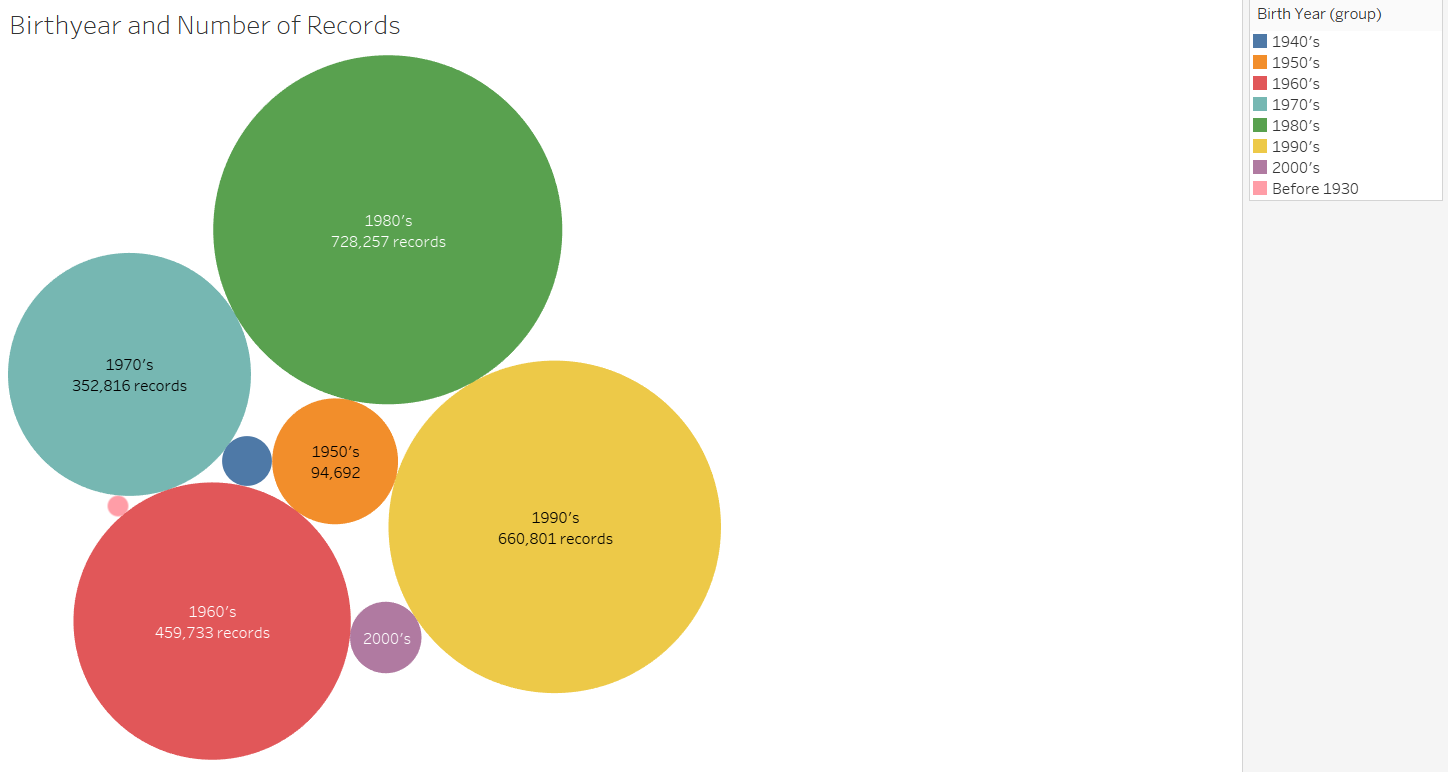 Birthyear and Number of Records
1980's
728,257 records
1970's
352,816 records
1950's
94,692
1990's
660,801 records
1960's
459,733 records
2000's
Birth Year (group)
1940's
1950's
1960's
1970's
1980's
1990's
2000's
Before 1930